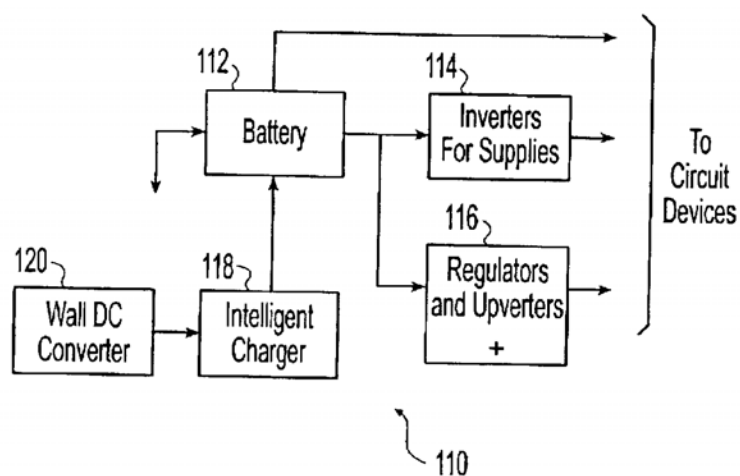 112
Battery
114
Inverters
For Supplies
To
Circuit
Devices
116
Regulators
and Upverters
+
120
Wall DC
Converter
118
Intelligent
Charger
110